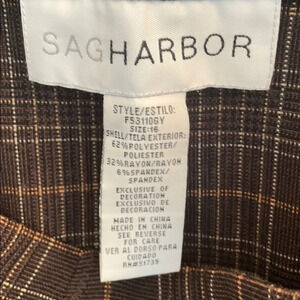 SAGHARBOR
STYLE/ESTILO:
F53110GY
SIZE:16
SHELL/TELA EXTERIOR:
62%POLYESTER/
POLIESTER
32%RAYON/RAYON
6%SPANDEX/
SPANDEX
EXCLUSIVE OF
DECORATION
EXCLUSIVO DE
DECORACION
MADE IN CHINA
HECHO EN CHINA
SEE REVERSE
FOR CARE
VER AL DORSO PARA
CUIDADO
RN#51735